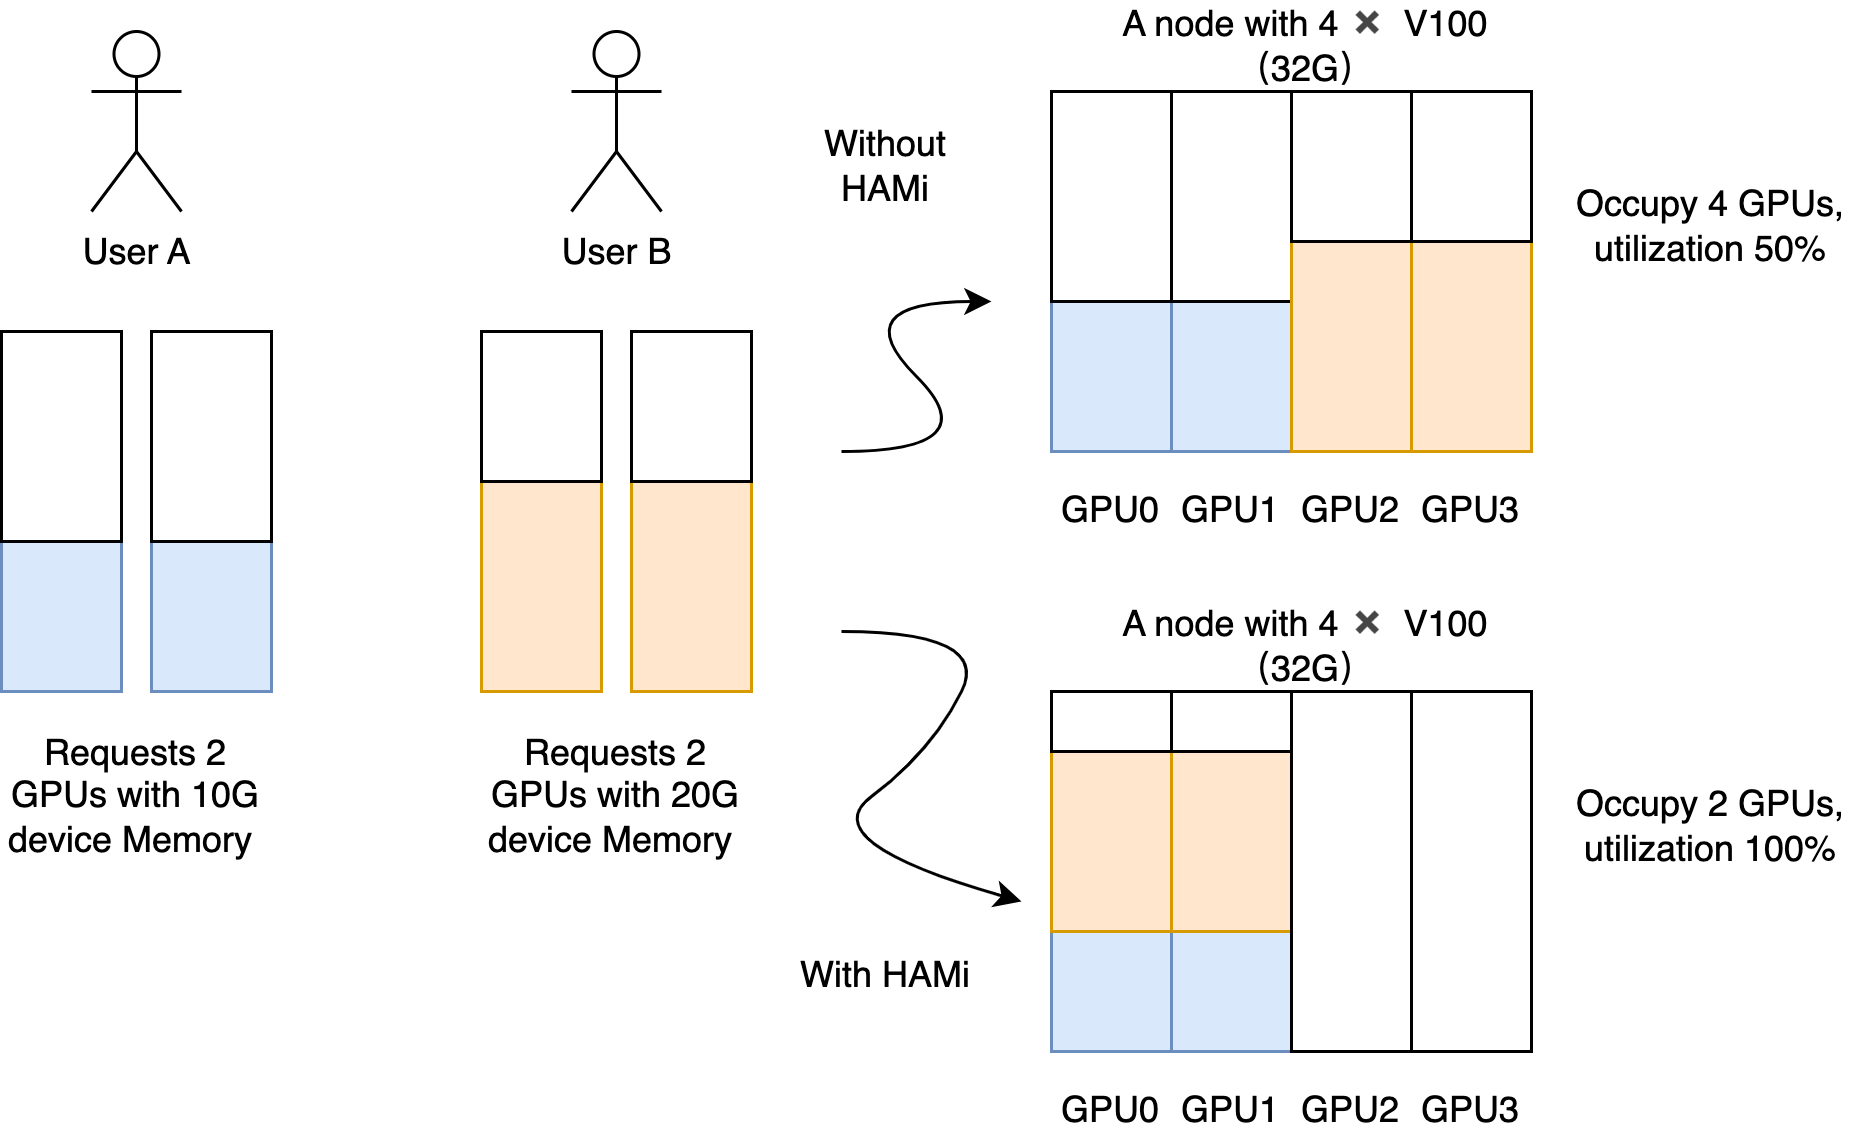 User A
Requests 2
GPUs with 10G
device Memory
User B
Requests 2
GPUs with 20G
device Memory
Without
HAMi
A node with 4 ✖ V100
(32G)
GPU0 GPU1 GPU2 GPU3
Occupy 4 GPUs,
utilization 50%
With HAMi
A node with 4 ✖ V100
(32G)
GPU0 GPU1 GPU2 GPU3
Occupy 2 GPUs,
utilization 100%